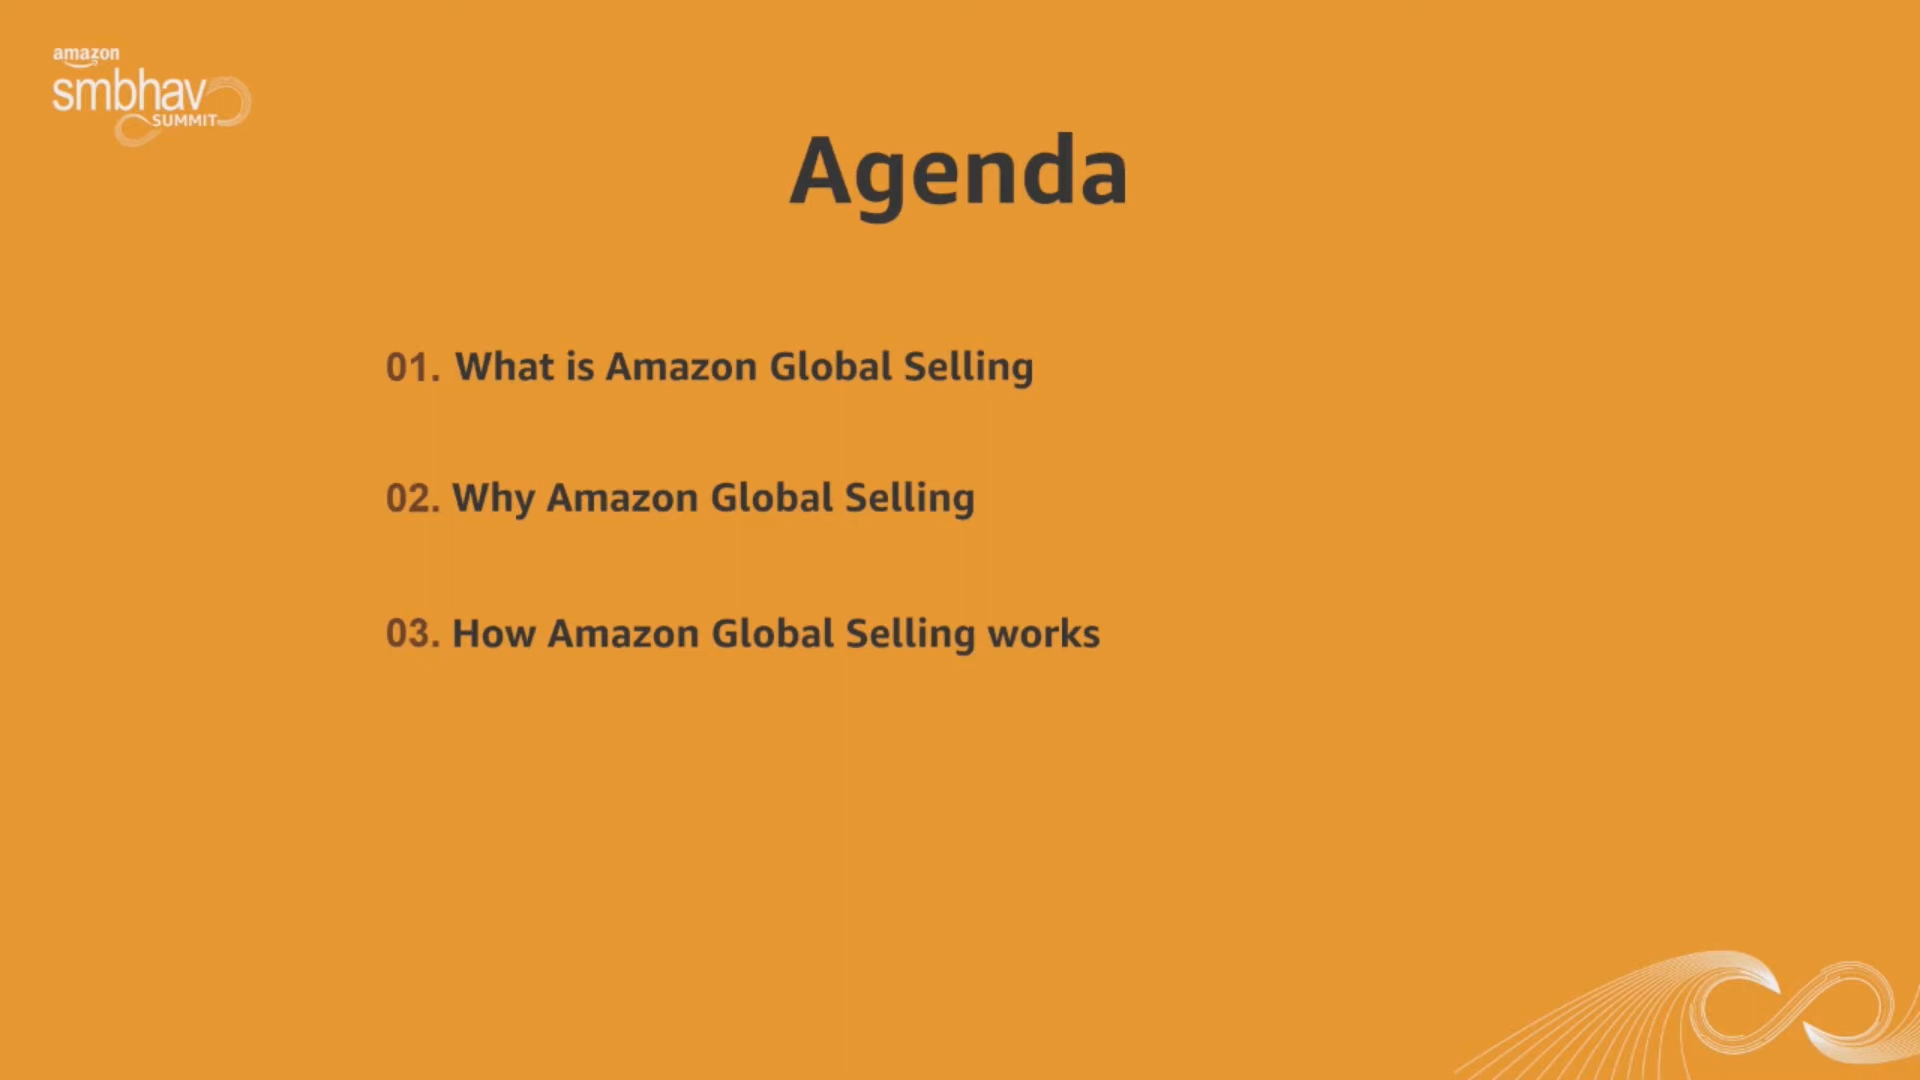 amazon
smbhav
SUMMIT
Agenda
01. What is Amazon Global Selling
02. Why Amazon Global Selling
03. How Amazon Global Selling works